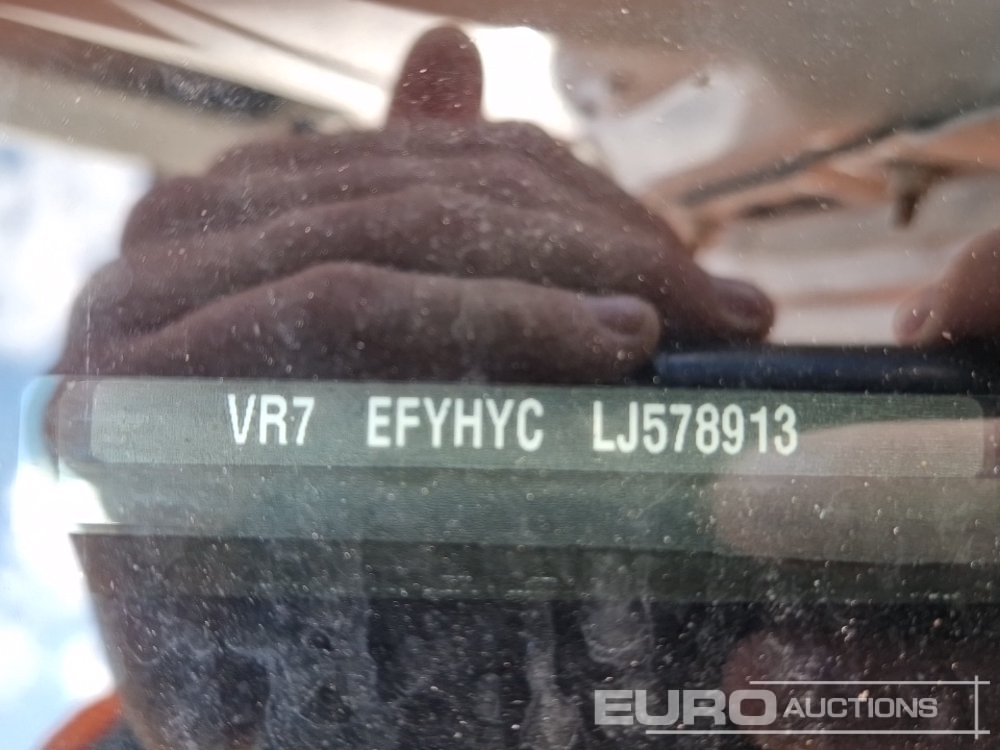 VR7 EFYHYC LJ578913
EURO AUCTIONS